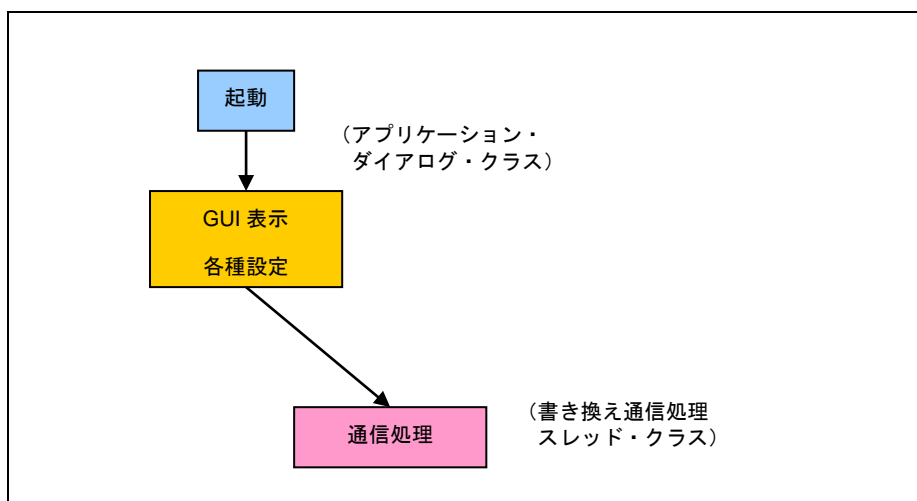 起動
（アプリケーション・
ダイアログ・クラス）
GUI 表示
各種設定
通信処理
（書き換え通信処理
スレッド・クラス）